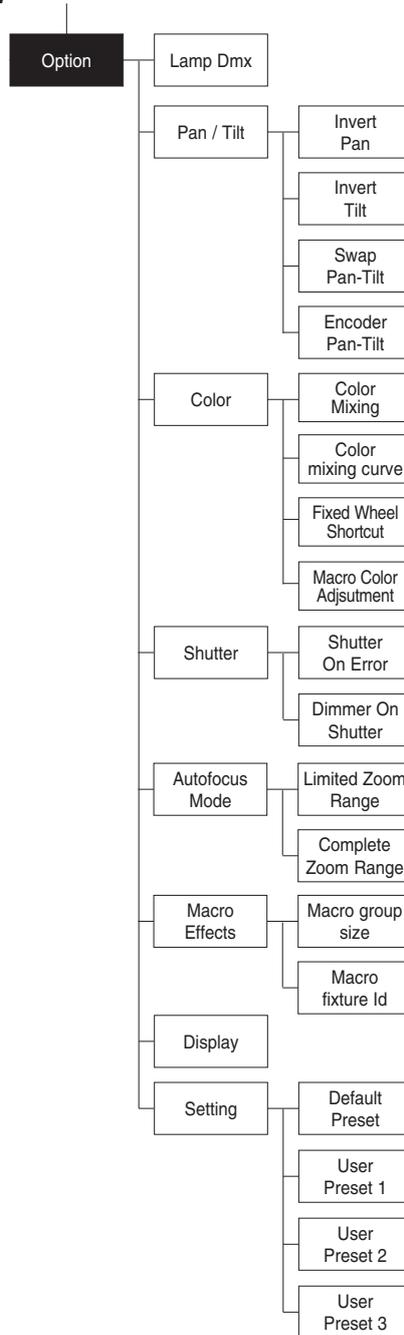 Option
Lamp Dmx
Pan / Tilt
Invert
Pan
Invert
Tilt
Swap
Pan-Tilt
Encoder
Pan-Tilt
Color
Color
Mixing
Color
mixing curve
Fixed Wheel
Shortcut
Macro Color
Adjsutment
Shutter
Shutter
On Error
Dimmer On
Shutter
Autofocus
Mode
Limited Zoom
Range
Complete
Zoom Range
Macro
Effects
Macro group
size
Macro
fixture Id
Display
Setting
Default
Preset
User
Preset 1
User
Preset 2
User
Preset 3